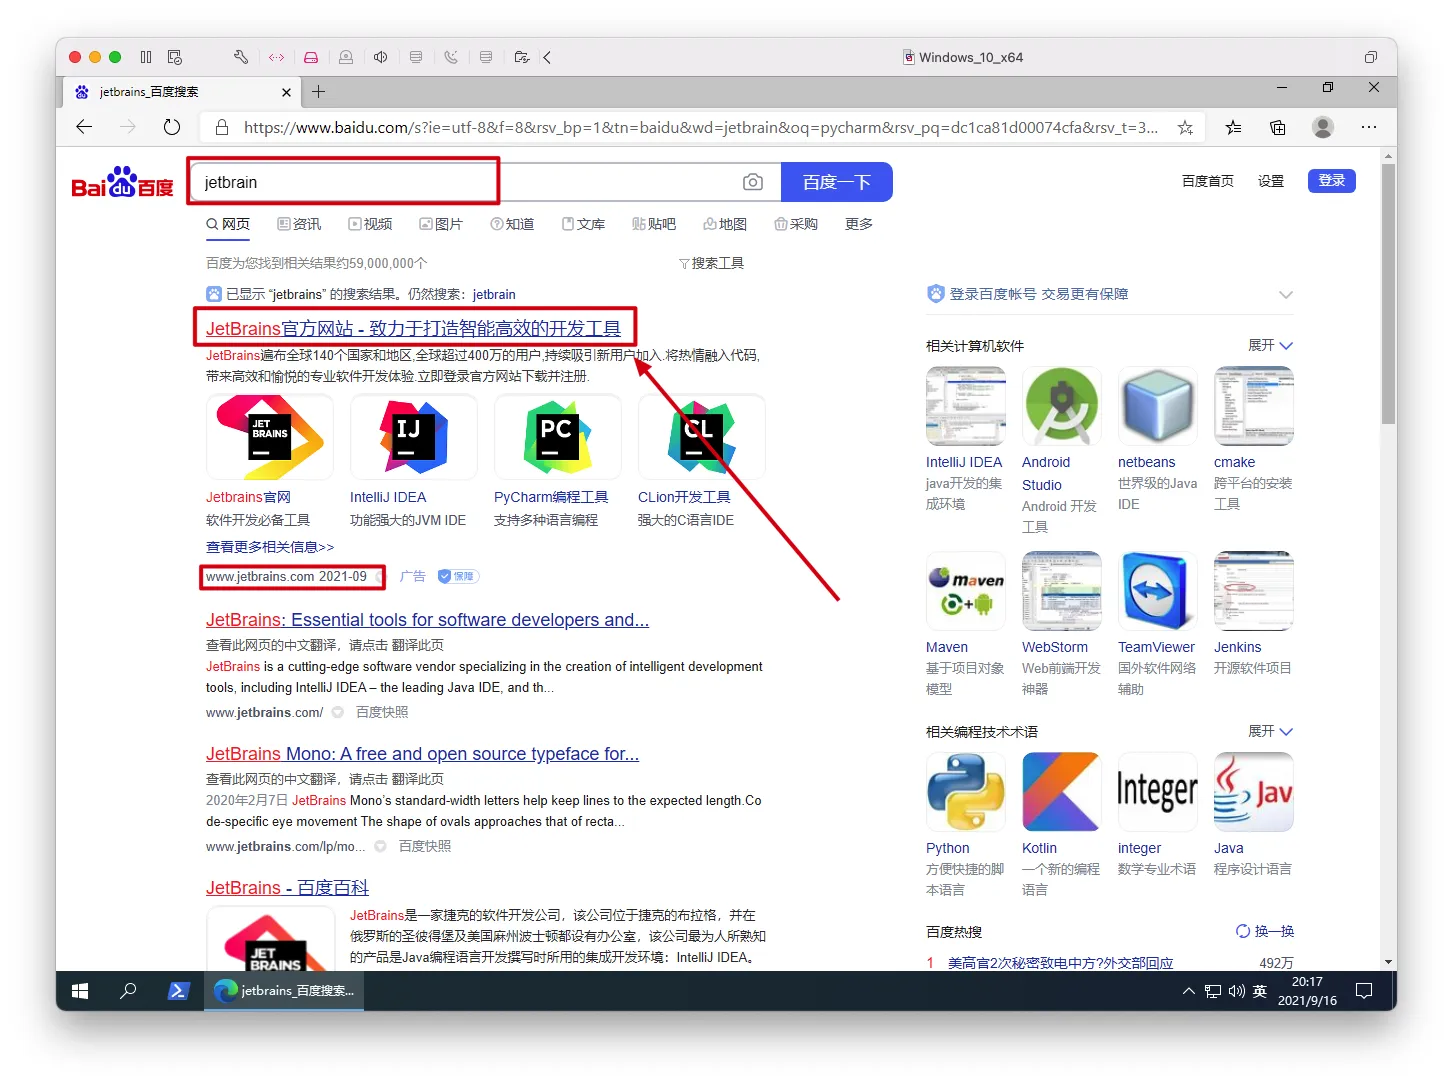 Windows_10_x64
jetbrains_百度搜索
https://www.baidu.com/s?ie=utf-8&f=8&rsv_bp=1&tn=baidu&wd=jetbrain&oq=pycharm&rsv_pq=dc1ca81d00074cfa&rsv_t=3...
Bai du 百度
jetbrain
百度一下
百度首页
设置
登录
网页 资讯 视频 图片 知道 文库 贴吧 地图 采购 更多
百度为您找到相关结果约59,000,000个
搜索工具
已显示 “jetbrains” 的搜索结果。仍然搜索：jetbrain
JetBrains官方网站 - 致力于打造智能高效的开发工具
JetBrains遍布全球140个国家和地区,全球超过400万的用户,持续吸引新用户加入.将热情融入代码,
带来高效和愉悦的专业软件开发体验.立即登录官方网站下载并注册.
JET
BRAINS
IJ
PC
CL
Jetbrains官网
IntelliJ IDEA
PyCharm编程工具
CLion开发工具
软件开发必备工具
功能强大的JVM IDE
支持多种语言编程
强大的C语言IDE
查看更多相关信息>>
www.jetbrains.com 2021-09
广告
保障
JetBrains: Essential tools for software developers and...
查看此网页的中文翻译，请点击 翻译此页
JetBrains is a cutting-edge software vendor specializing in the creation of intelligent development
tools, including IntelliJ IDEA – the leading Java IDE, and th...
www.jetbrains.com/
百度快照
JetBrains Mono: A free and open source typeface for...
查看此网页的中文翻译，请点击 翻译此页
2020年2月7日 JetBrains Mono’s standard-width letters help keep lines to the expected length.Co
de-specific eye movement The shape of ovals approaches that of recta...
www.jetbrains.com/lp/mo...
百度快照
JetBrains - 百度百科
JET
BRAINS
JetBrains是一家捷克的软件开发公司，该公司位于捷克的布拉格，并在
俄罗斯的圣彼得堡及美国麻州波士顿都设有办公室，该公司最为人所熟知
的产品是Java编程语言开发撰写时所用的集成开发环境：IntelliJ IDEA。
登录百度帐号 交易更有保障
相关计算机软件
展开
IntelliJ IDEA
java开发的集
成环境
Android
Studio
Android 开发
工具
netbeans
世界级的Java
IDE
cmake
跨平台的安装
工具
maven
Maven
基于项目对象
模型
WebStorm
Web前端开发
神器
TeamViewer
国外软件网络
辅助
Jenkins
开源软件项目
相关编程技术术语
展开
Integer
Java
Python
方便快捷的脚
本语言
Kotlin
一个新的编程
语言
integer
数学专业术语
Java
程序设计语言
百度热搜
换一换
1 美高官2次秘密致电中方?外交部回应
492万
jetbrains_百度搜索...
英
20:17
2021/9/16